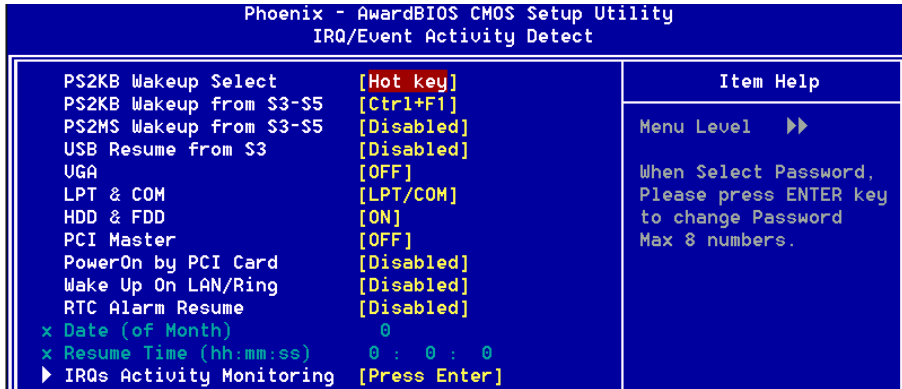 Phoenix - AwardBIOS CMOS Setup Utility
IRQ/Event Activity Detect
PS2KB Wakeup Select [Hot key]
PS2KB Wakeup from S3-S5 [Ctrl+F1]
PS2MS Wakeup from S3-S5 [Disabled]
USB Resume from S3 [Disabled]
VGA [OFF]
LPT & COM [LPT/COM]
HDD & FDD [ON]
PCI Master [OFF]
PowerOn by PCI Card [Disabled]
Wake Up On LAN/Ring [Disabled]
RTC Alarm Resume [Disabled]
x Date (of Month) 0
x Resume Time (hh:mm:ss) 0 : 0 : 0
IRQs Activity Monitoring [Press Enter]
Item Help
Menu Level
When Select Password,
Please press ENTER key
to change Password
Max 8 numbers.